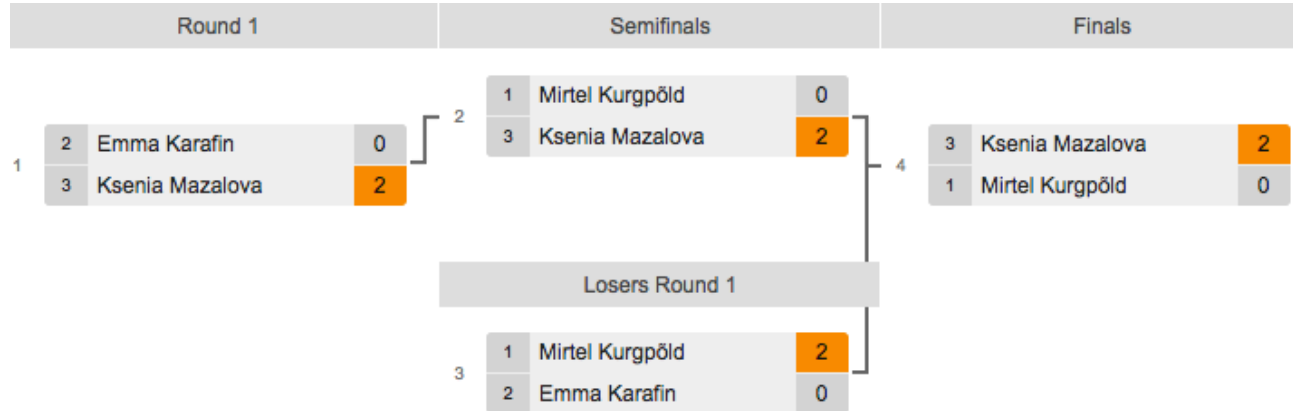 Round 1
Semifinals
Finals
1
2 Emma Karafin 0
3 Ksenia Mazalova 2
2
1 Mirtel Kurgpõld 0
3 Ksenia Mazalova 2
4
3 Ksenia Mazalova 2
1 Mirtel Kurgpõld 0
Losers Round 1
3
1 Mirtel Kurgpõld 2
2 Emma Karafin 0